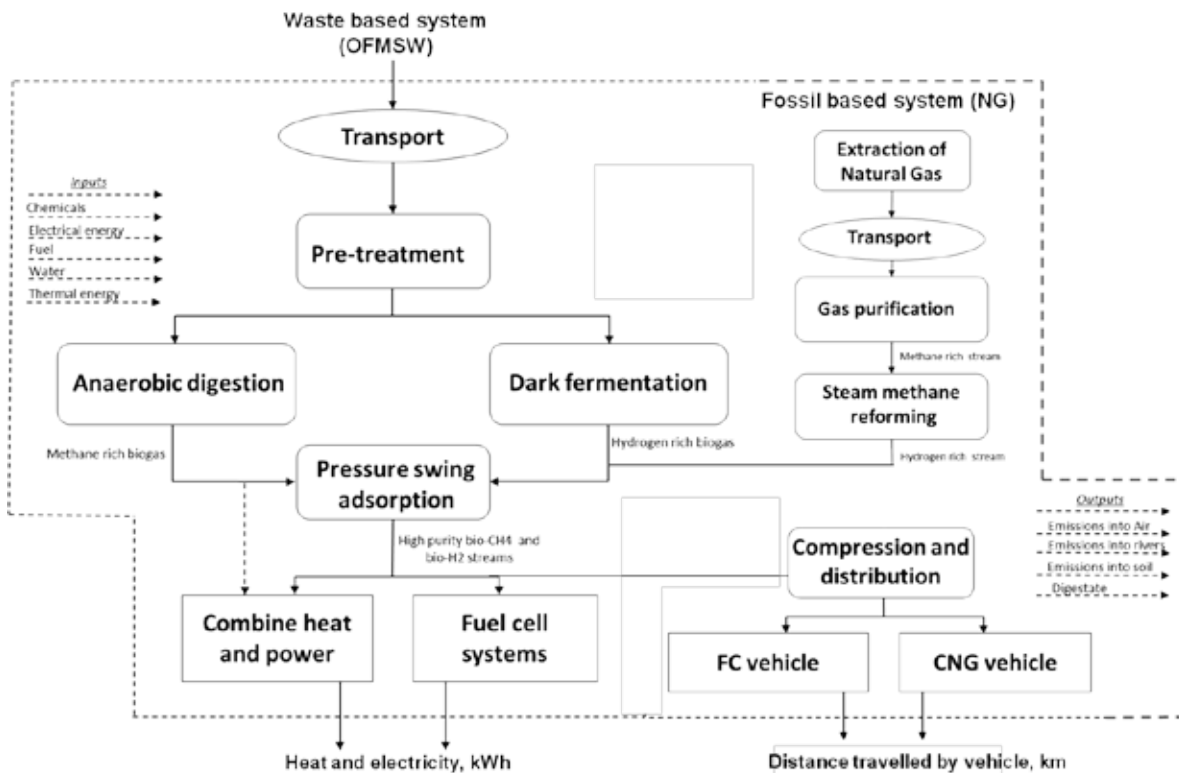 Waste based system
(OFMSW)
Fossil based system (NG)
Transport
Extraction of
Natural Gas
Inputs
Chemicals
Electrical energy
Fuel
Water
Thermal energy
Pre-treatment
Transport
Gas purification
Methane rich stream
Anaerobic digestion
Dark fermentation
Steam methane
reforming
Methane rich biogas
Hydrogen rich biogas
Hydrogen rich stream
Pressure swing
adsorption
Outputs
Emissions into Air
Emissions into rivers
Emissions into soil
Digestate
High purity bio-CH4 and
bio-H2 streams
Compression and
distribution
Combine heat
and power
Fuel cell
systems
FC vehicle
CNG vehicle
Heat and electricity, kWh
Distance travelled by vehicle, km